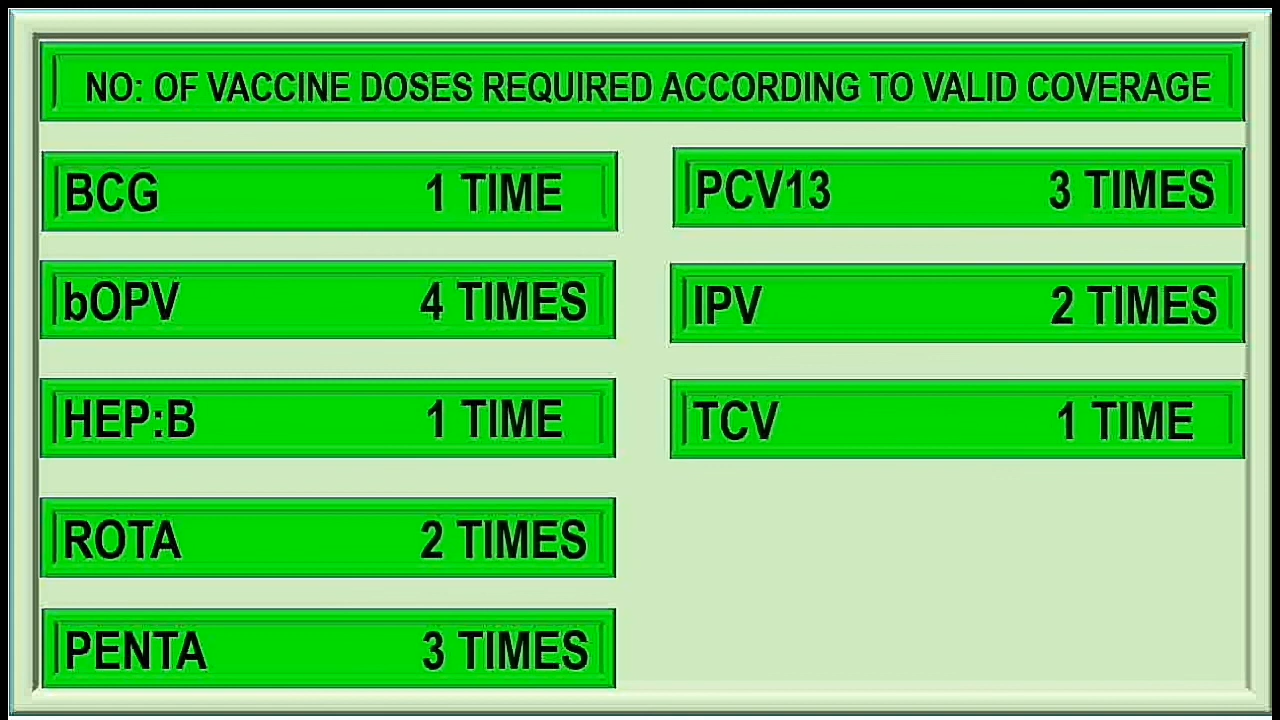 NO: OF VACCINE DOSES REQUIRED ACCORDING TO VALID COVERAGE
BCG 1 TIME
bOPV 4 TIMES
HEP:B 1 TIME
ROTA 2 TIMES
PENTA 3 TIMES
PCV13 3 TIMES
IPV 2 TIMES
TCV 1 TIME